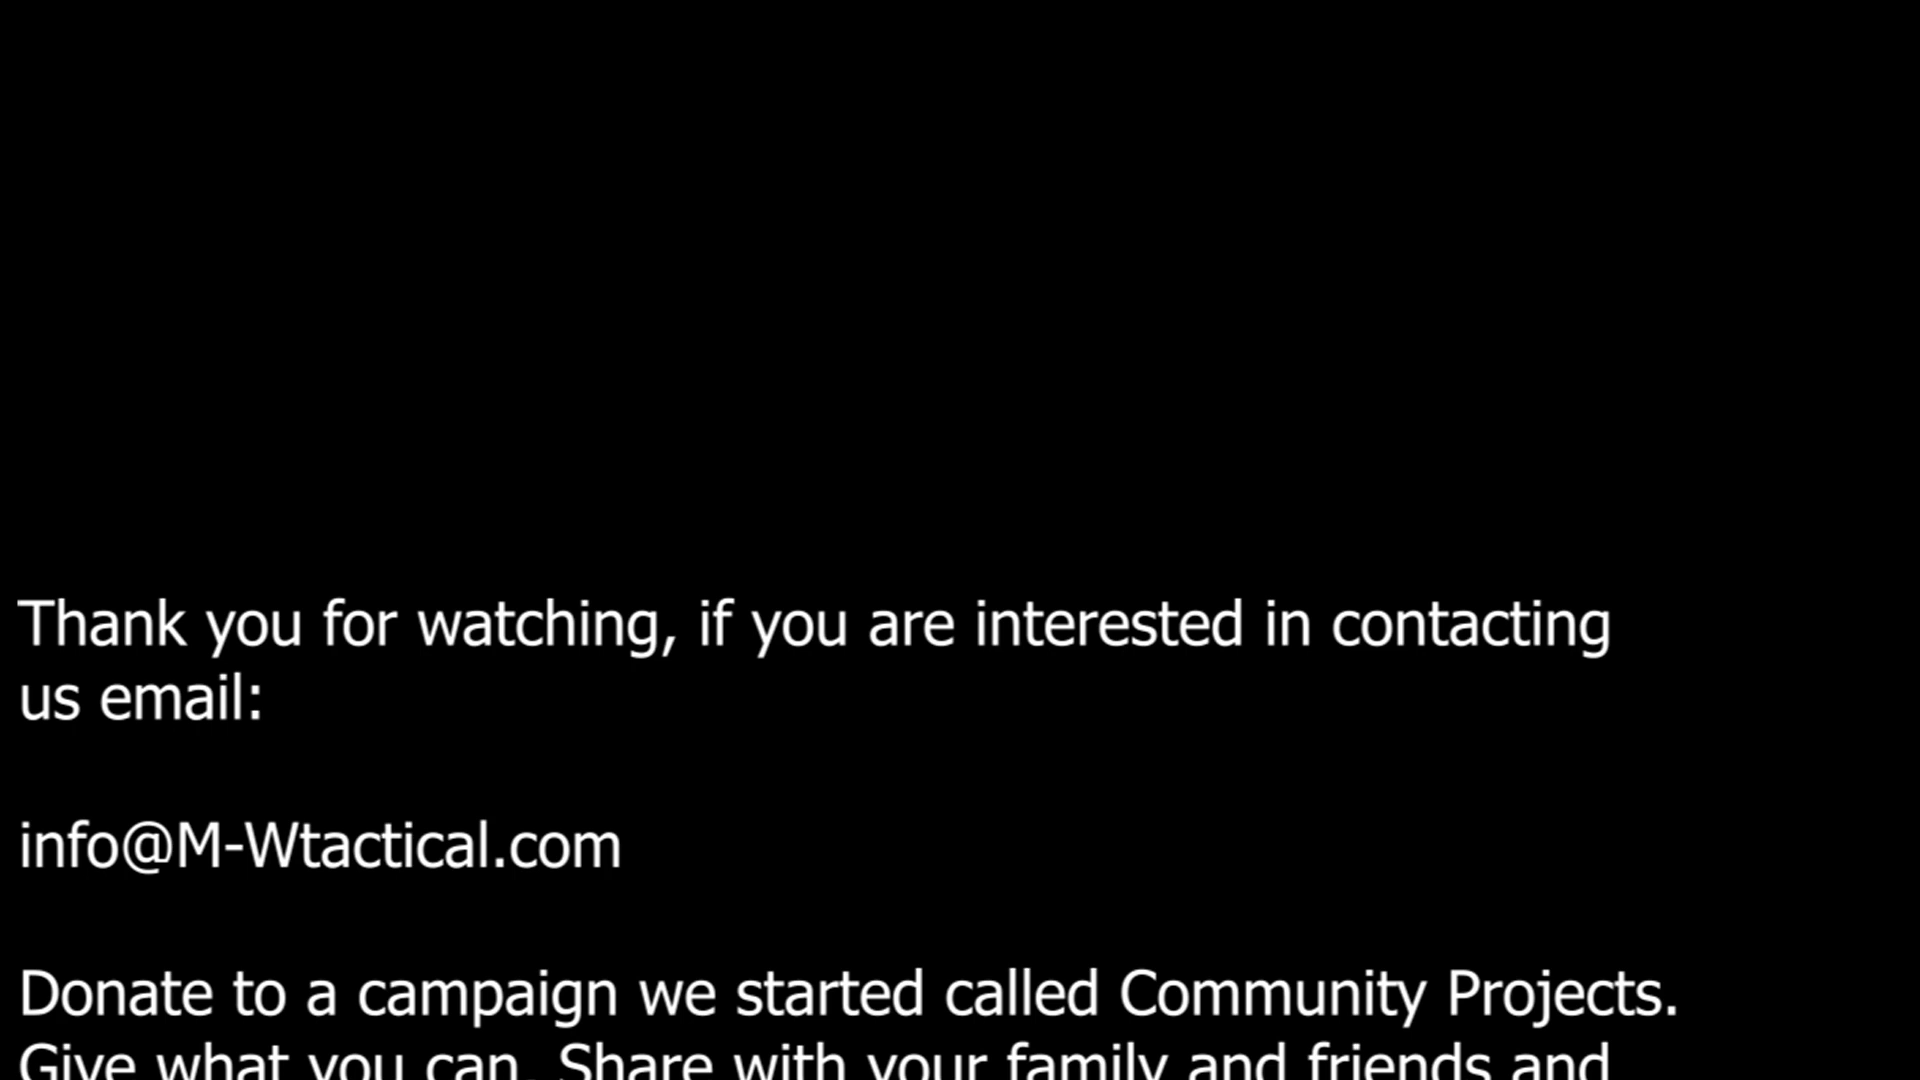 Thank you for watching, if you are interested in contacting
us email:
info@M-Wtactical.com
Donate to a campaign we started called Community Projects.
Give what you can. Share with your family and friends and